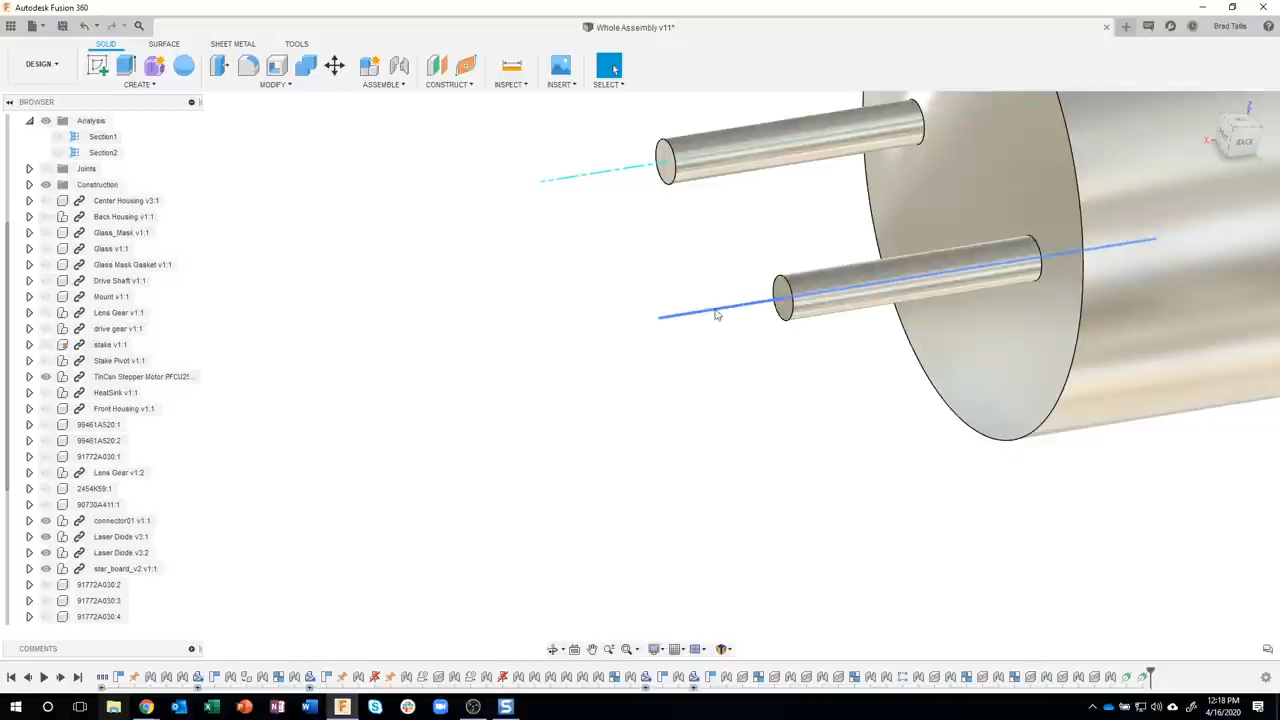 Autodesk Fusion 360
Whole Assembly v11*
Brad Tallis
SOLID
SURFACE
SHEET METAL
TOOLS
DESIGN
CREATE
MODIFY
ASSEMBLE
CONSTRUCT
INSPECT
INSERT
SELECT
BROWSER
Analysis
Section1
Section2
Joints
Construction
Center Housing v3:1
Back Housing v1:1
Glass_Mask v1:1
Glass v1:1
Glass Mask Gasket v1:1
Drive Shaft v1:1
Mount v1:1
Lens Gear v1:1
drive gear v1:1
stake v1:1
Stake Pivot v1:1
TinCan Stepper Motor PFCU25...
HeatSink v1:1
Front Housing v1:1
99461A520:1
99461A520:2
91772A030:1
Lens Gear v1:2
2454K59:1
90730A411:1
connector01 v1:1
Laser Diode v3:1
Laser Diode v3:2
star_board_v2 v1:1
91772A030:2
91772A030:3
91772A030:4
Z
X
BACK
COMMENTS
12:18 PM
4/16/2020